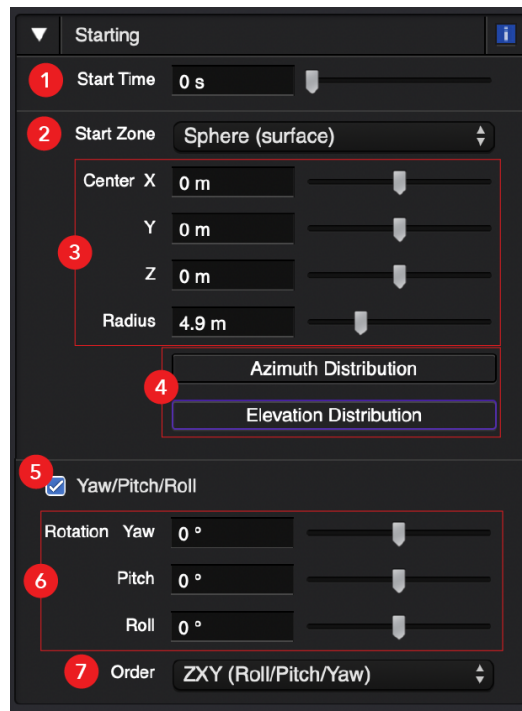 ▼ Starting i
1 Start Time 0 s
2 Start Zone Sphere (surface)
Center X 0 m
Y 0 m
3
Z 0 m
Radius 4.9 m
Azimuth Distribution
4
Elevation Distribution
5
Yaw/Pitch/Roll
Rotation Yaw 0 °
6 Pitch 0 °
Roll 0 °
7 Order ZXY (Roll/Pitch/Yaw)